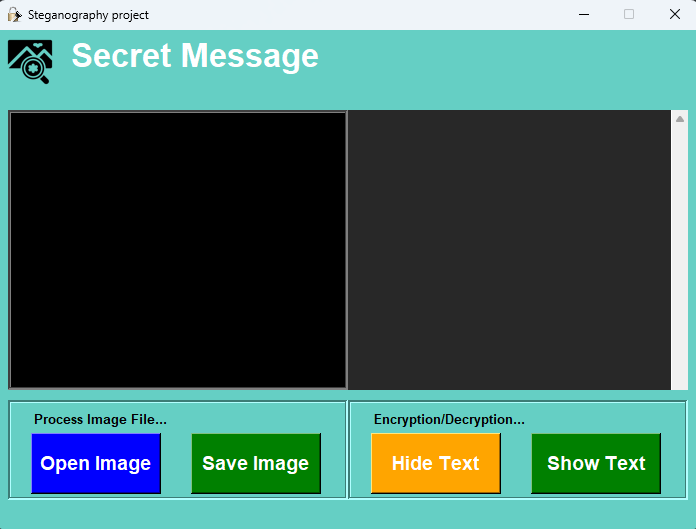 Steganography project
Secret Message
Process Image File...
Encryption/Decryption...
Open Image
Save Image
Hide Text
Show Text